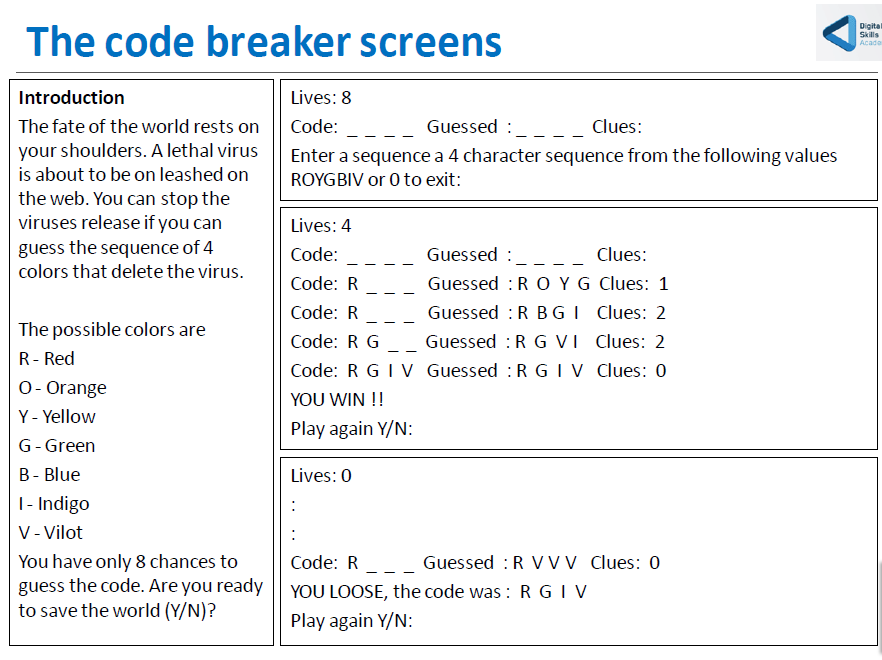 The code breaker screens
Digital
Skills
Acade
Introduction
The fate of the world rests on
your shoulders. A lethal virus
is about to be on leashed on
the web. You can stop the
viruses release if you can
guess the sequence of 4
colors that delete the virus.
The possible colors are
R - Red
O - Orange
Y - Yellow
G - Green
B - Blue
I - Indigo
V - Vilot
You have only 8 chances to
guess the code. Are you ready
to save the world (Y/N)?
Lives: 8
Code: _ _ _ _ Guessed : _ _ _ _ Clues:
Enter a sequence a 4 character sequence from the following values
ROYGBIV or 0 to exit:
Lives: 4
Code: _ _ _ _ Guessed : _ _ _ _ Clues:
Code: R _ _ _ Guessed : R O Y G Clues: 1
Code: R _ _ _ Guessed : R B G I Clues: 2
Code: R G _ _ Guessed : R G V I Clues: 2
Code: R G I V Guessed : R G I V Clues: 0
YOU WIN !!
Play again Y/N:
Lives: 0
:
:
Code: R _ _ _ Guessed : R V V V Clues: 0
YOU LOOSE, the code was : R G I V
Play again Y/N: